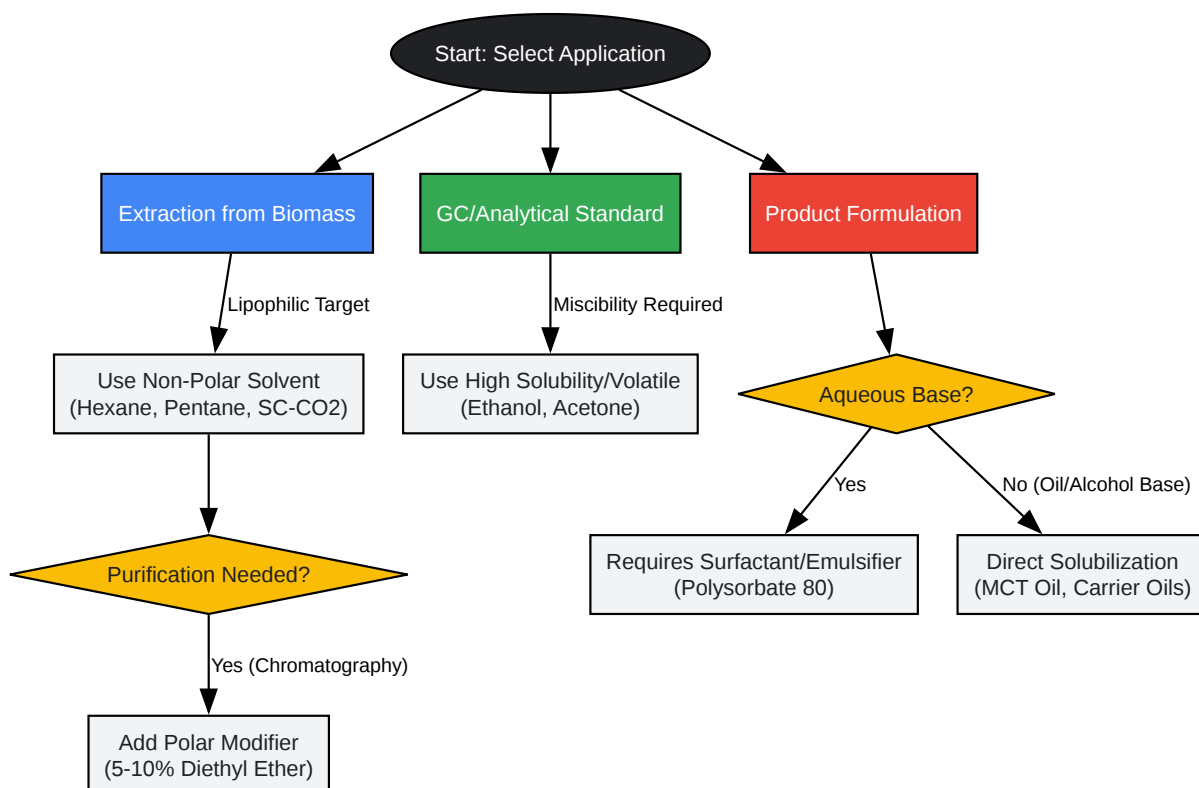 Start: Select Application
Extraction from Biomass
GC/Analytical Standard
Product Formulation
Lipophilic Target
Miscibility Required
Use Non-Polar Solvent
(Hexane, Pentane, SC-CO2)
Use High Solubility/Volatile
(Ethanol, Acetone)
Aqueous Base?
Yes
No (Oil/Alcohol Base)
Purification Needed?
Requires Surfactant/Emulsifier
(Polysorbate 80)
Direct Solubilization
(MCT Oil, Carrier Oils)
Yes (Chromatography)
Add Polar Modifier
(5-10% Diethyl Ether)